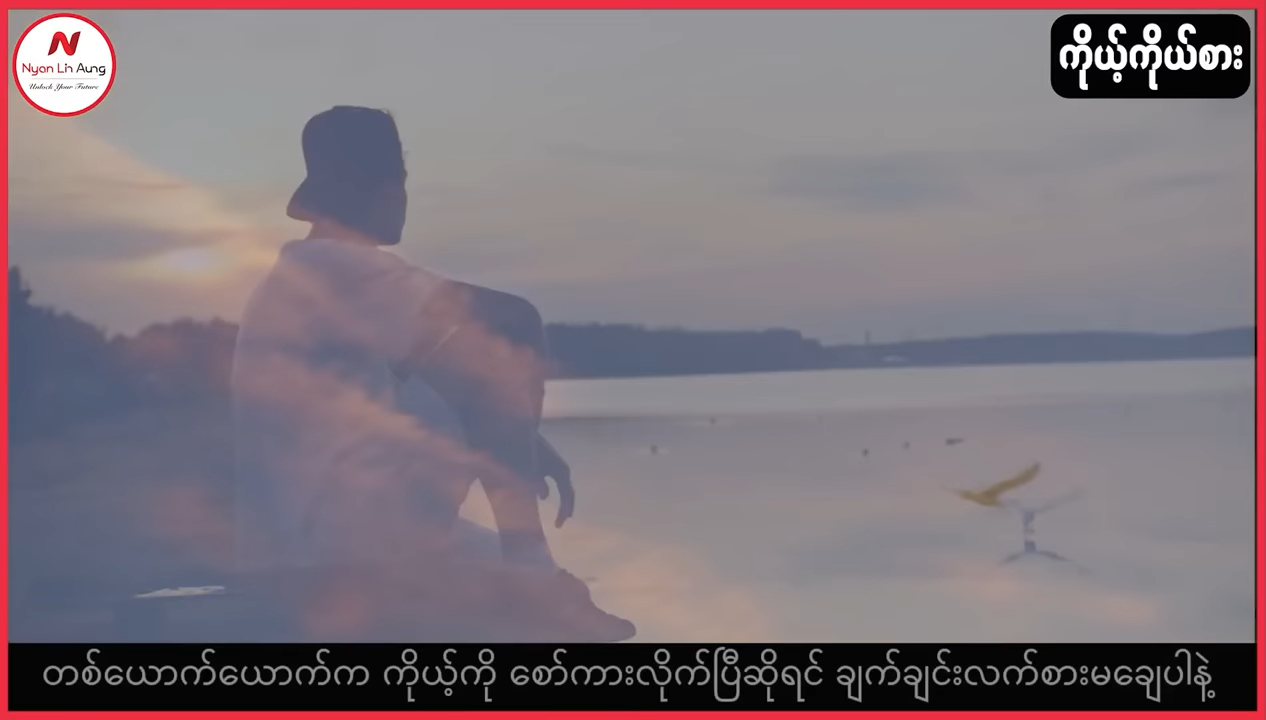 N
Nyan Lin Aung
Unlock Your Future
ကိုယ့်ကိုယ်စား
တစ်ယောက်ယောက်က ကိုယ့်ကို စော်ကားလိုက်ပြီဆိုရင် ချက်ချင်းလက်စားမချေပါနဲ့